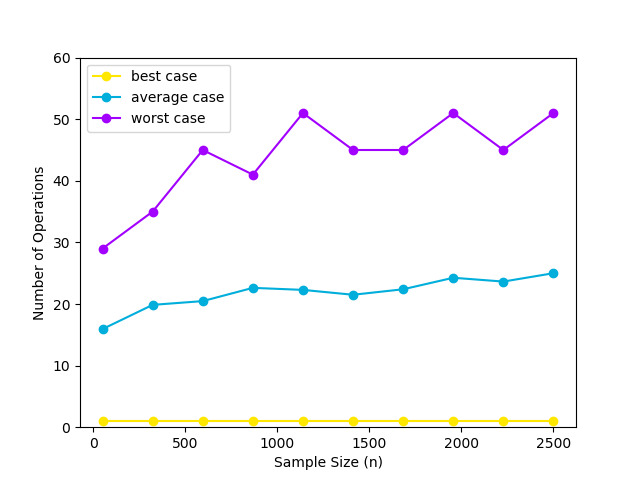 best case
average case
worst case
60
50
40
30
20
10
0
Number of Operations
0 500 1000 1500 2000 2500
Sample Size (n)